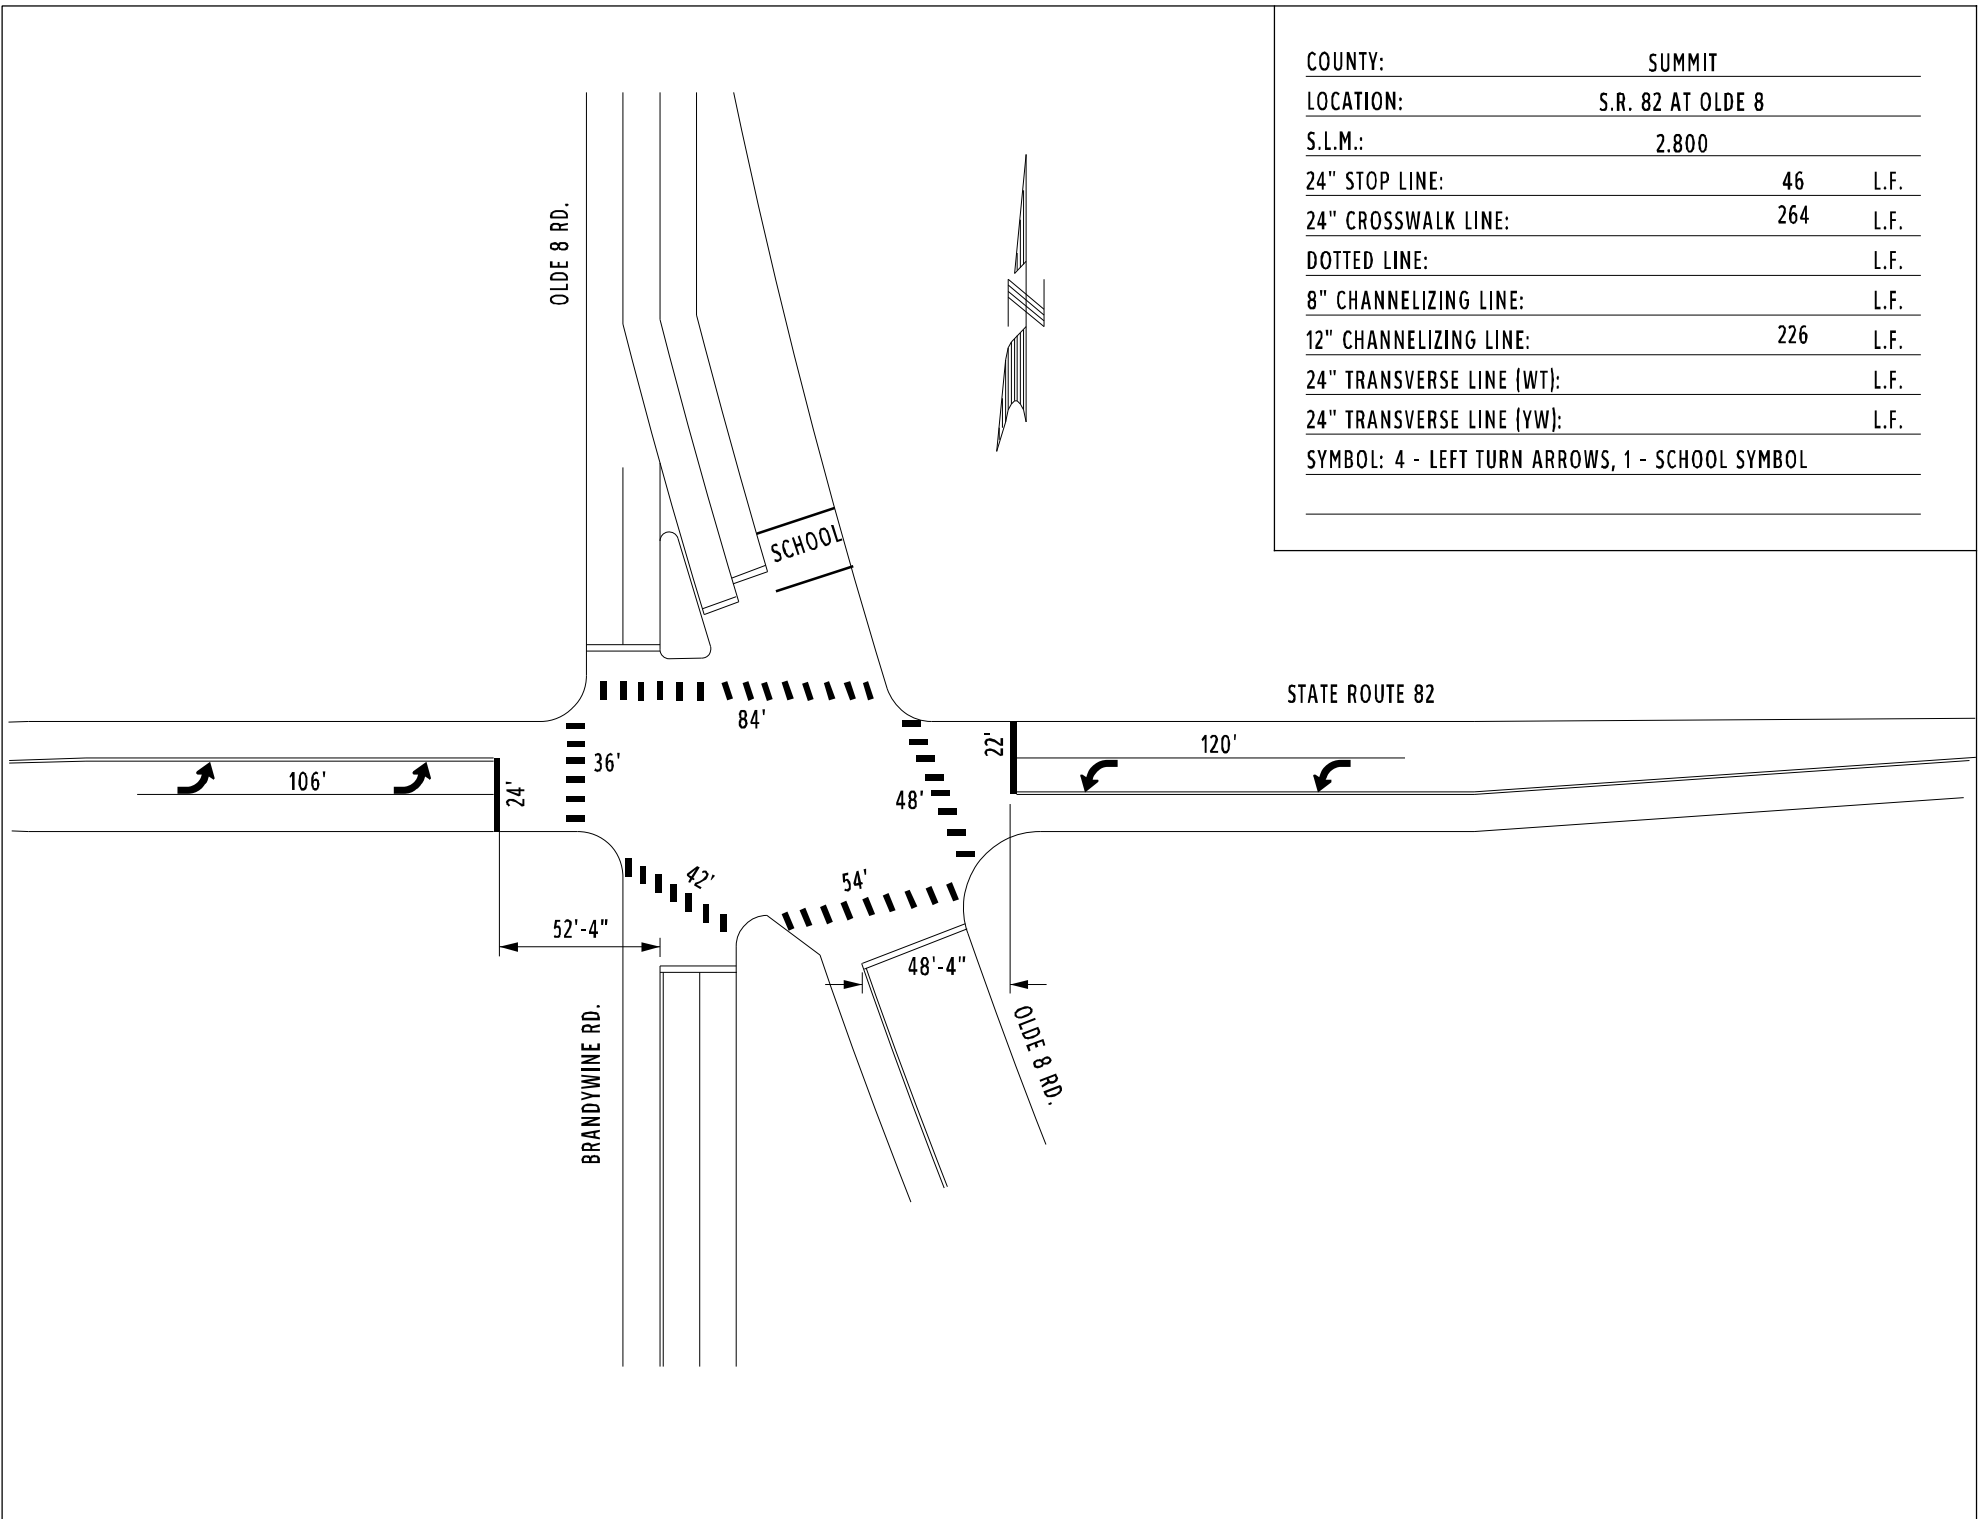 COUNTY: SUMMIT
LOCATION: S.R. 82 AT OLDE 8
S.L.M.: 2.800
24" STOP LINE: 46 L.F.
24" CROSSWALK LINE: 264 L.F.
DOTTED LINE: L.F.
8" CHANNELIZING LINE: L.F.
12" CHANNELIZING LINE: 226 L.F.
24" TRANSVERSE LINE (WT): L.F.
24" TRANSVERSE LINE (YW): L.F.
SYMBOL: 4 - LEFT TURN ARROWS, 1 - SCHOOL SYMBOL
OLDE 8 RD.
SCHOOL
STATE ROUTE 82
84'
22'
120'
36'
106'
24'
48'
42'
54'
52'-4"
48'-4"
BRANDYWINE RD.
OLDE 8 RD.